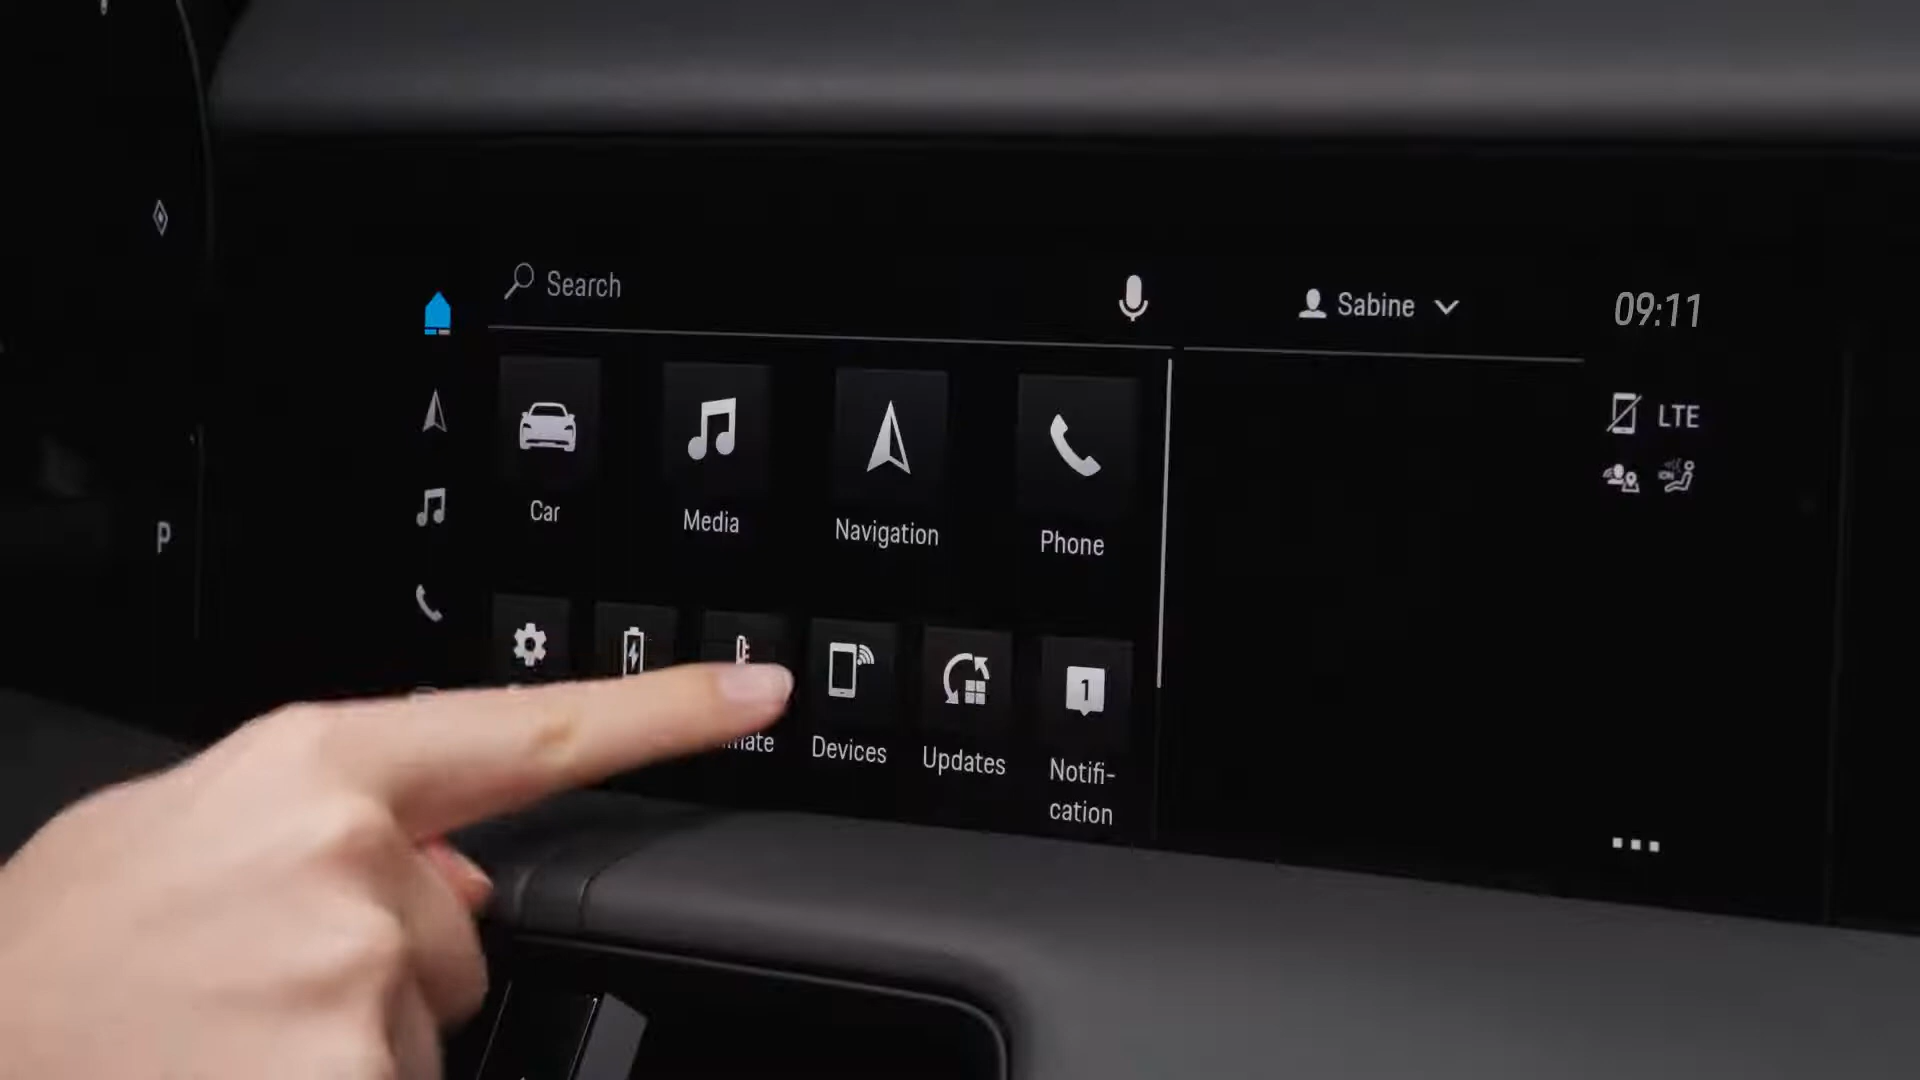 Search
Sabine
09:11
LTE
Car
Media
Navigation
Phone
P
1
Devices
Updates
Notifi-
cation